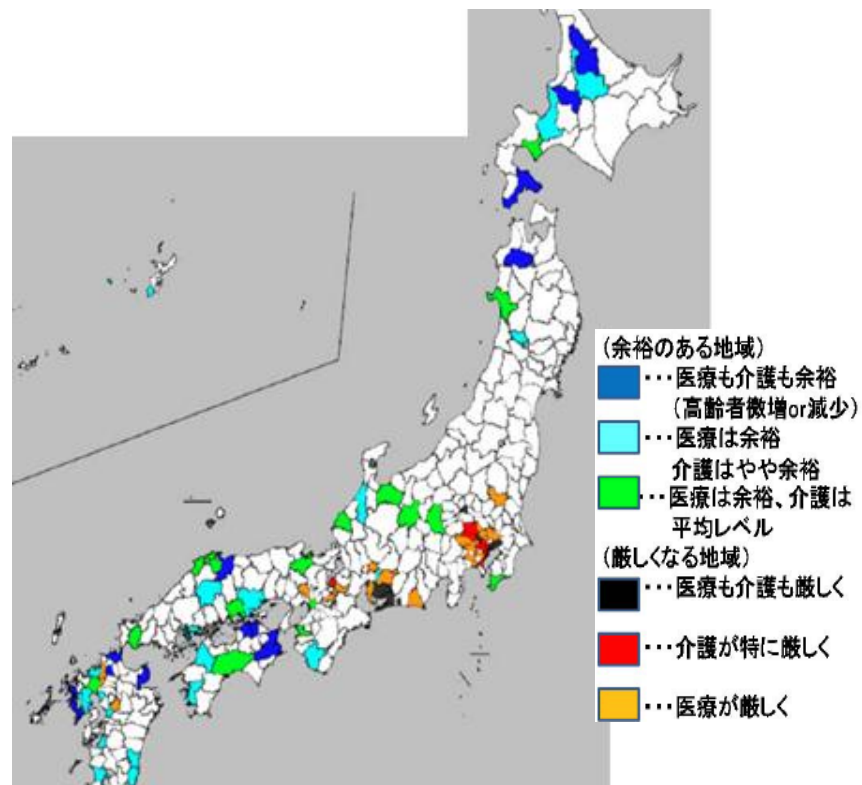 (余裕のある地域)
･･･医療も介護も余裕
(高齢者微増or減少)
･･･医療は余裕
介護はやや余裕
･･･医療は余裕、介護は
平均レベル
(厳しくなる地域)
･･･医療も介護も厳しく
･･･介護が特に厳しく
･･･医療が厳しく